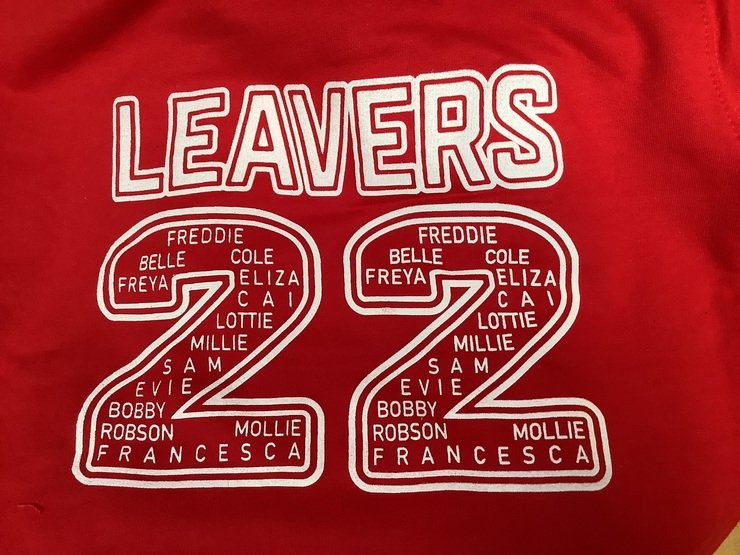 LEAVERS
22
FREDDIE
BELLE COLE
FREYA ELIZA
CAI
LOTTIE
MILLIE
SAM
EVIE
BOBBY
ROBSON MOLLIE
FRANCESCA
FREDDIE
BELLE COLE
FREYA ELIZA
CAI
LOTTIE
MILLIE
SAM
EVIE
BOBBY
ROBSON MOLLIE
FRANCESCA